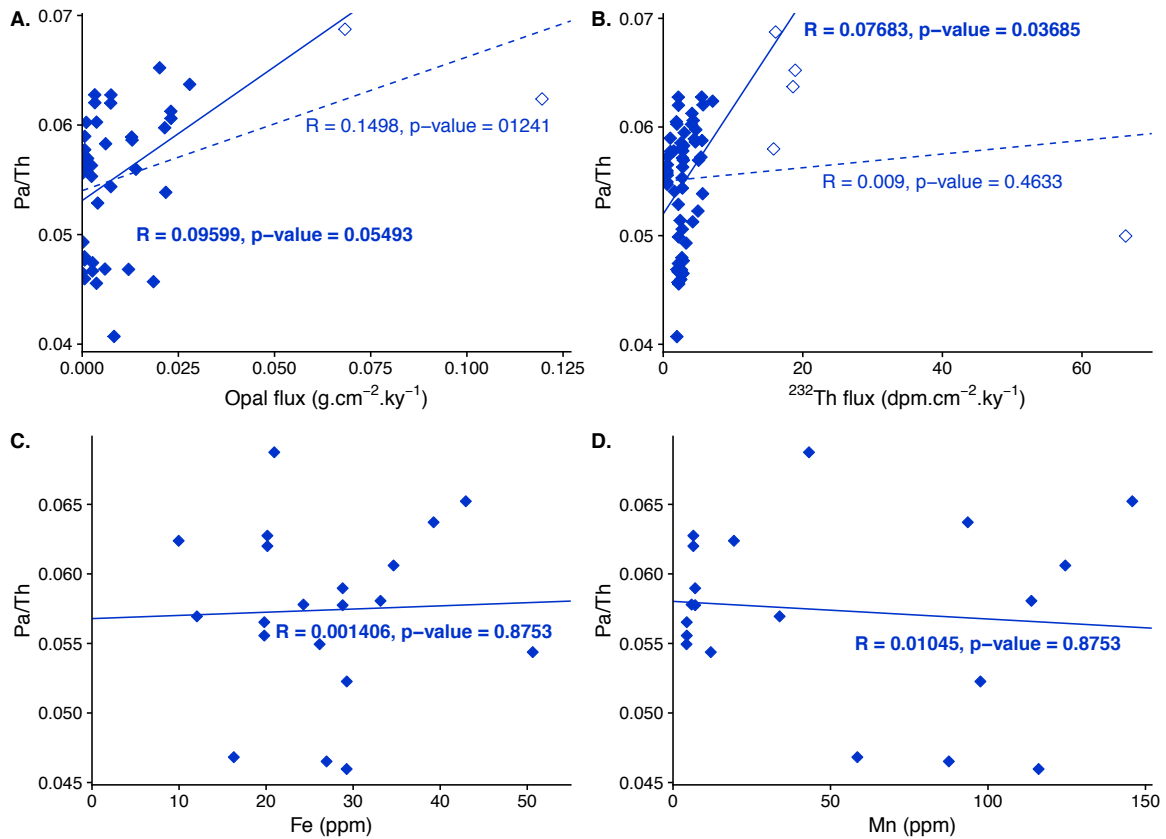 A.
0.07
0.06
0.05
0.04
Pa/Th
R = 0.1498, p−value = 01241
R = 0.09599, p−value = 0.05493
0.000 0.025 0.075 0.100 0.125
Opal flux (g.cm⁻².ky⁻¹)
B.
0.07
0.06
0.05
0.04
Pa/Th
R = 0.07683, p−value = 0.03685
R = 0.009, p−value = 0.4633
0 20 40 60
²³²Th flux (dpm.cm⁻².ky⁻¹)
C.
0.065
0.060
0.055
0.050
0.045
Pa/Th
R = 0.001406, p−value = 0.8753
0 10 20 30 40 50
Fe (ppm)
D.
0.065
0.060
0.055
0.050
0.045
Pa/Th
R = 0.01045, p−value = 0.8753
0 50 100 150
Mn (ppm)